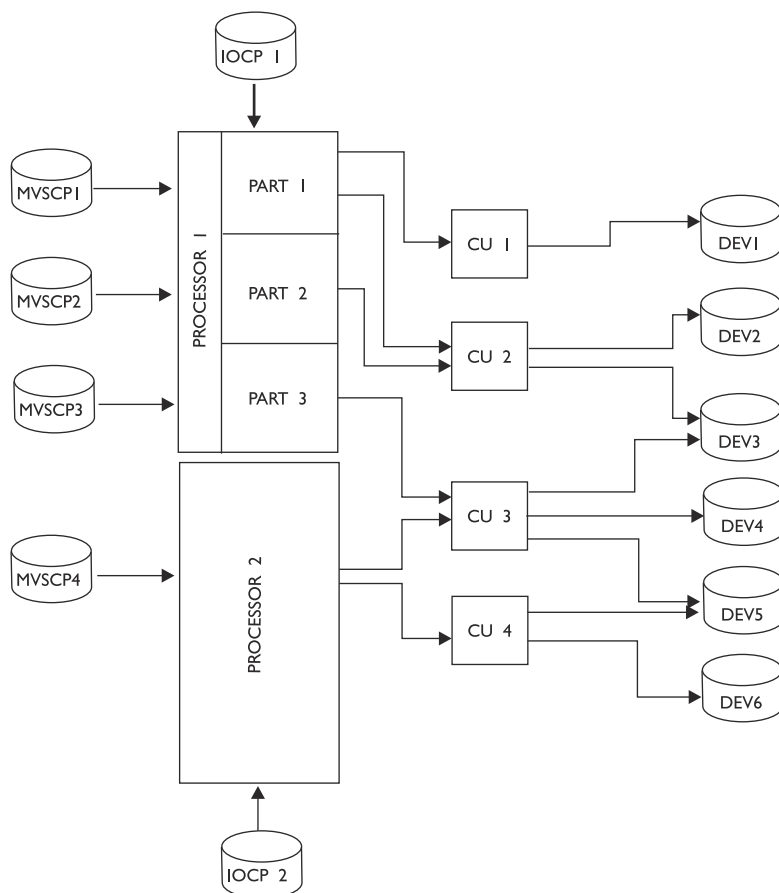 IOCP 1
MVSCP1
PROCESSOR 1
PART 1
CU 1
DEV1
MVSCP2
PART 2
CU 2
DEV2
MVSCP3
PART 3
DEV3
CU 3
DEV4
MVSCP4
PROCESSOR 2
CU 4
DEV5
DEV6
IOCP 2